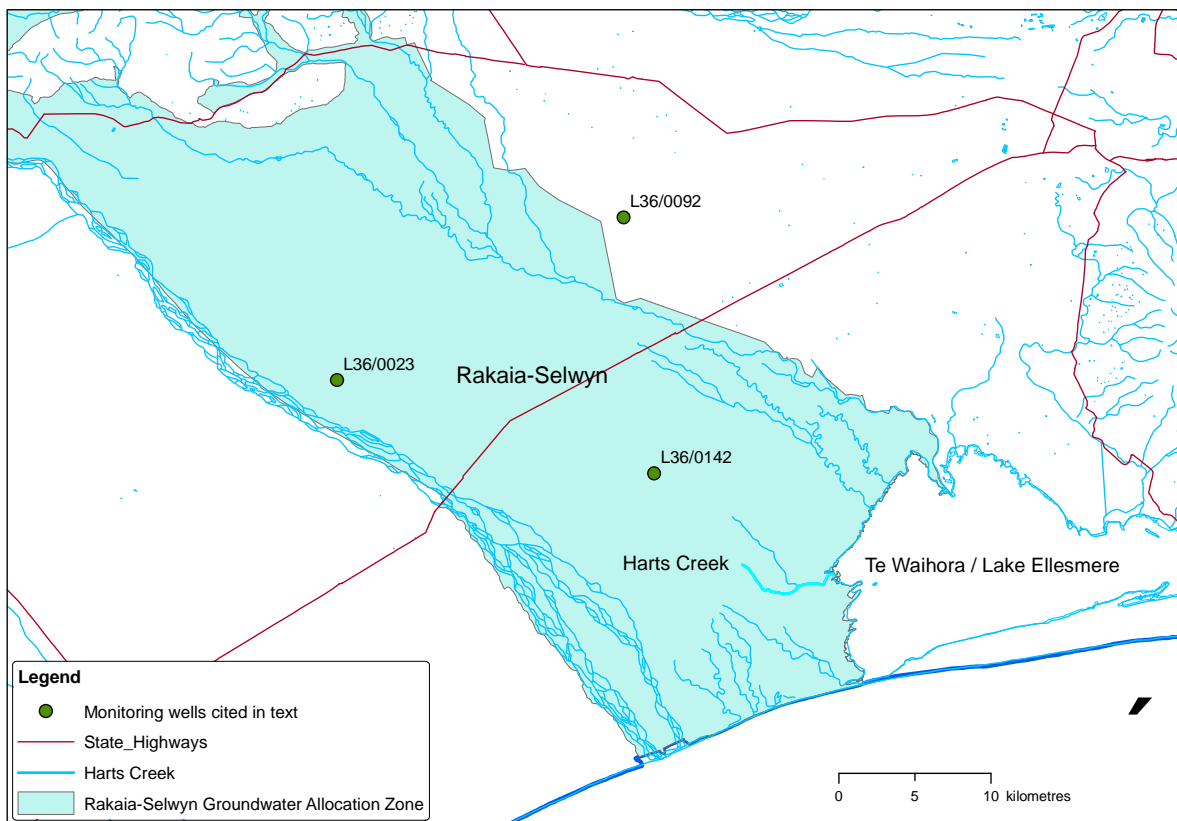 L36/0092
L36/0023
Rakaia-Selwyn
L36/0142
Harts Creek
Te Waihora / Lake Ellesmere
Legend
Monitoring wells cited in text
State_Highways
Harts Creek
Rakaia-Selwyn Groundwater Allocation Zone
0 5 10 kilometres